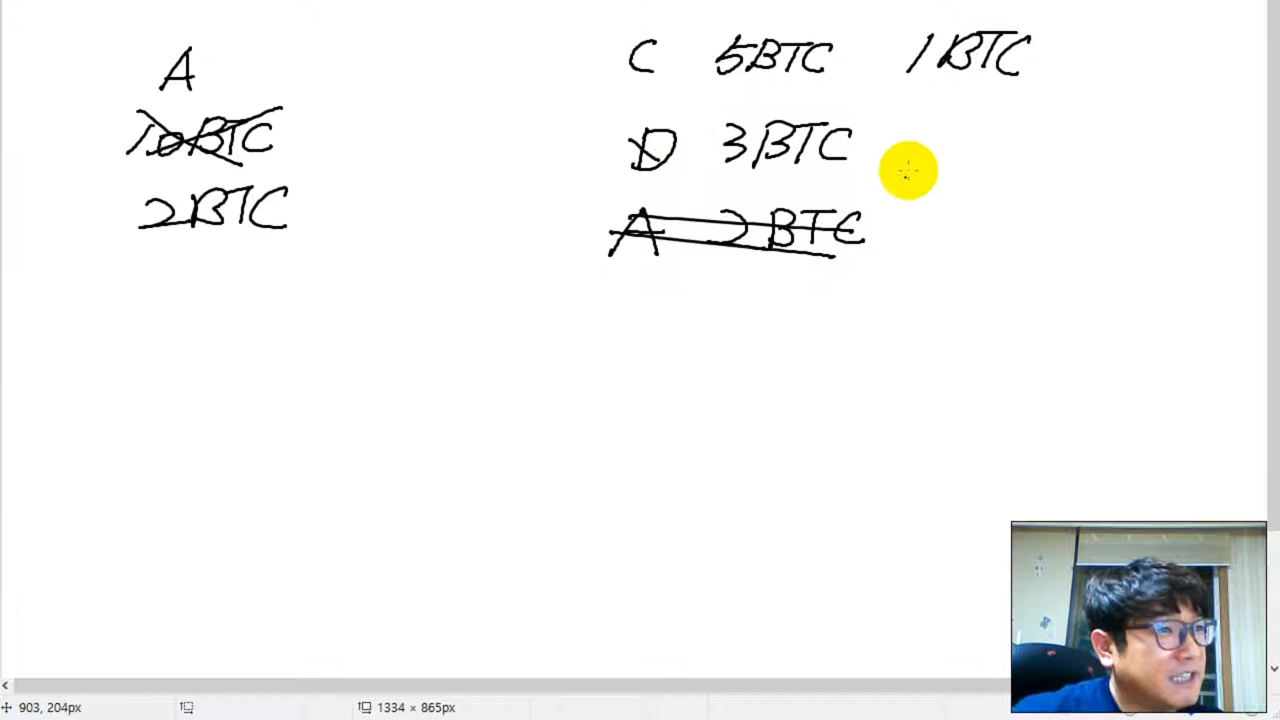 A
10BTC
2BTC
C 5BTC 1BTC
D 3BTC
A 2BTC
903, 204px
1334 × 865px